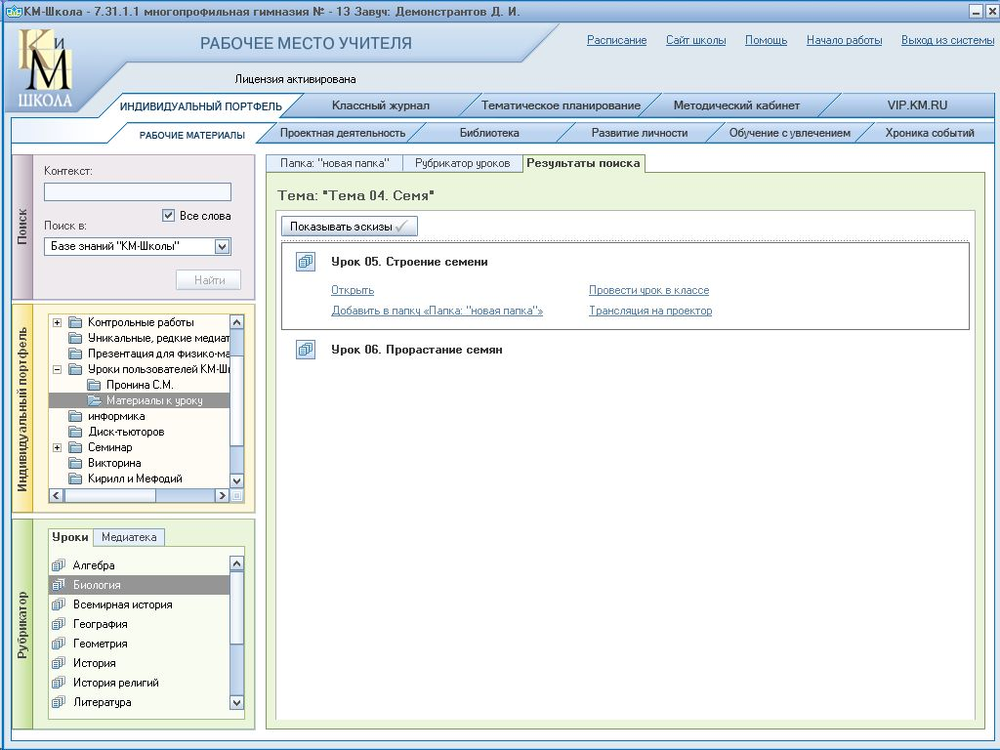 КМ-Школа - 7.31.1.1 многопрофильная гимназия № - 13 Завуч: Демонстрантов Д. И.
КиМ
ШКОЛА
РАБОЧЕЕ МЕСТО УЧИТЕЛЯ
Расписание Сайт школы Помощь Начало работы Выход из системы
Лицензия активирована
ИНДИВИДУАЛЬНЫЙ ПОРТФЕЛЬ Классный журнал Тематическое планирование Методический кабинет VIP.KM.RU
РАБОЧИЕ МАТЕРИАЛЫ Проектная деятельность Библиотека Развитие личности Обучение с увлечением Хроника событий
Поиск
Контекст:
Все слова
Поиск в:
Базе знаний "КМ-Школы"
Найти
Индивидуальный портфель
Контрольные работы
Уникальные, редкие медиат
Презентация для физико-ма
Уроки пользователей КМ-Ш
Пронина С.М.
Материалы к уроку
информика
Диск-тьюторов
Семинар
Викторина
Кирилл и Мефодий
Рубрикатор
Уроки Медиатека
Алгебра
Биология
Всемирная история
География
Геометрия
История
История религий
Литература
Папка: "новая папка" Рубрикатор уроков Результаты поиска
Тема: "Тема 04. Семя"
Показывать эскизы
Урок 05. Строение семени
Открыть Провести урок в классе
Добавить в папку «Папка: "новая папка"» Трансляция на проектор
Урок 06. Прорастание семян